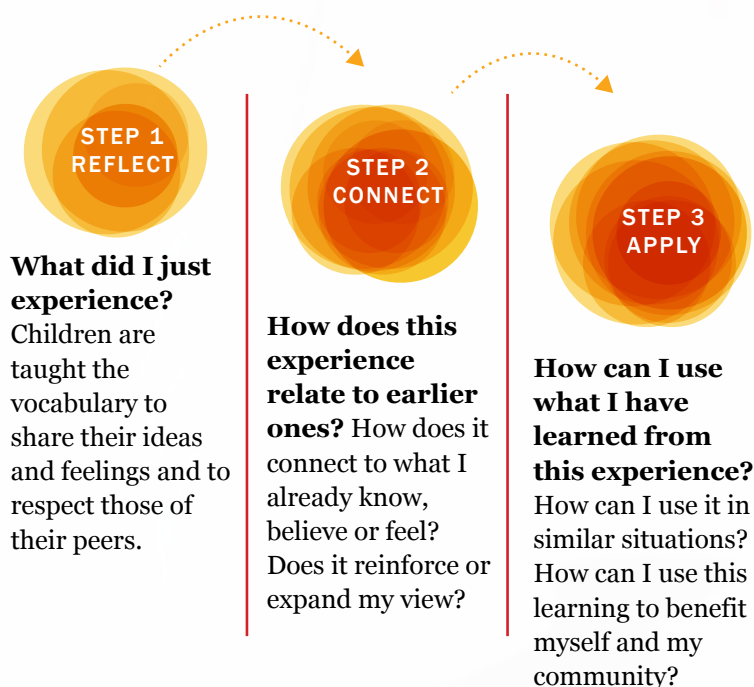 STEP 1
REFLECT
What did I just
experience?
Children are
taught the
vocabulary to
share their ideas
and feelings and to
respect those of
their peers.
STEP 2
CONNECT
How does this
experience
relate to earlier
ones? How does it
connect to what I
already know,
believe or feel?
Does it reinforce or
expand my view?
STEP 3
APPLY
How can I use
what I have
learned from
this experience?
How can I use it in
similar situations?
How can I use this
learning to benefit
myself and my
community?